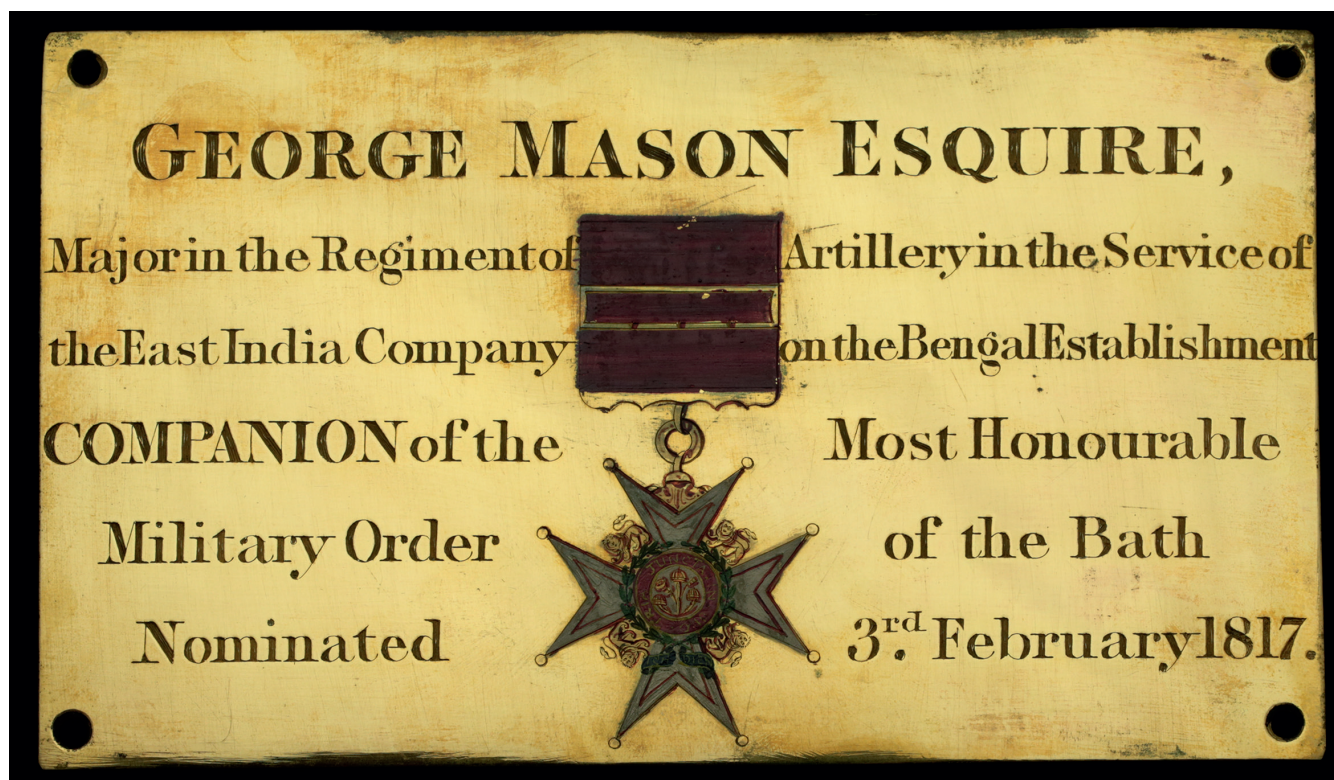 GEORGE MASON ESQUIRE,
Major in the Regiment of Artillery in the Service of
the East India Company on the Bengal Establishment
COMPANION of the Most Honourable
Military Order of the Bath
Nominated 3rd February 1817.